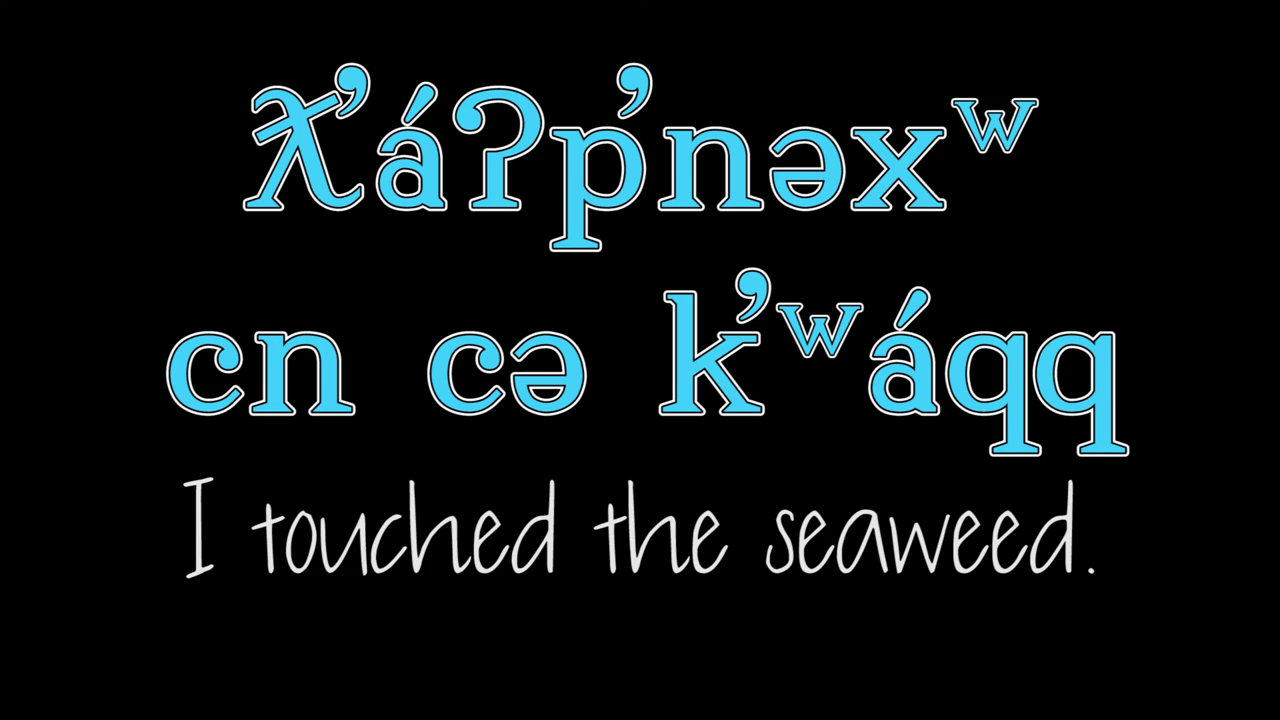 ƛ̓áʔp̓nəxʷ
cn cə k̓ʷáqq
I touched the seaweed.